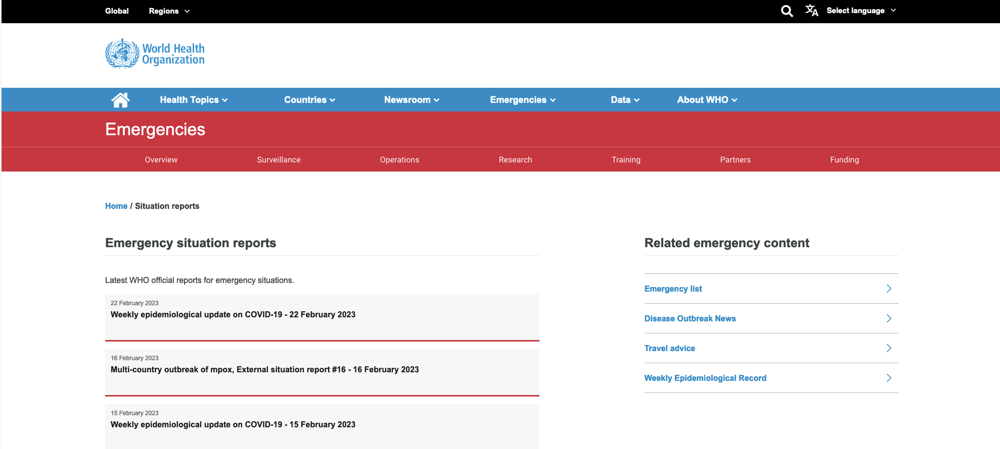 Global
Regions
Select language
World Health
Organization
Health Topics
Countries
Newsroom
Emergencies
Data
About WHO
Emergencies
Overview
Surveillance
Operations
Research
Training
Partners
Funding
Home / Situation reports
Emergency situation reports
Latest WHO official reports for emergency situations.
22 February 2023
Weekly epidemiological update on COVID-19 - 22 February 2023
16 February 2023
Multi-country outbreak of mpox, External situation report #16 - 16 February 2023
15 February 2023
Weekly epidemiological update on COVID-19 - 15 February 2023
Related emergency content
Emergency list
Disease Outbreak News
Travel advice
Weekly Epidemiological Record